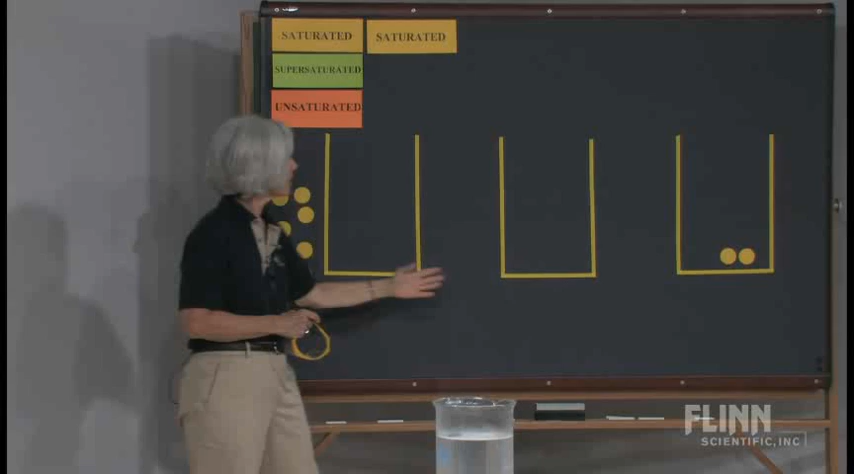 SATURATED
SATURATED
SUPERSATURATED
UNSATURATED
FLINN
SCIENTIFIC, INC